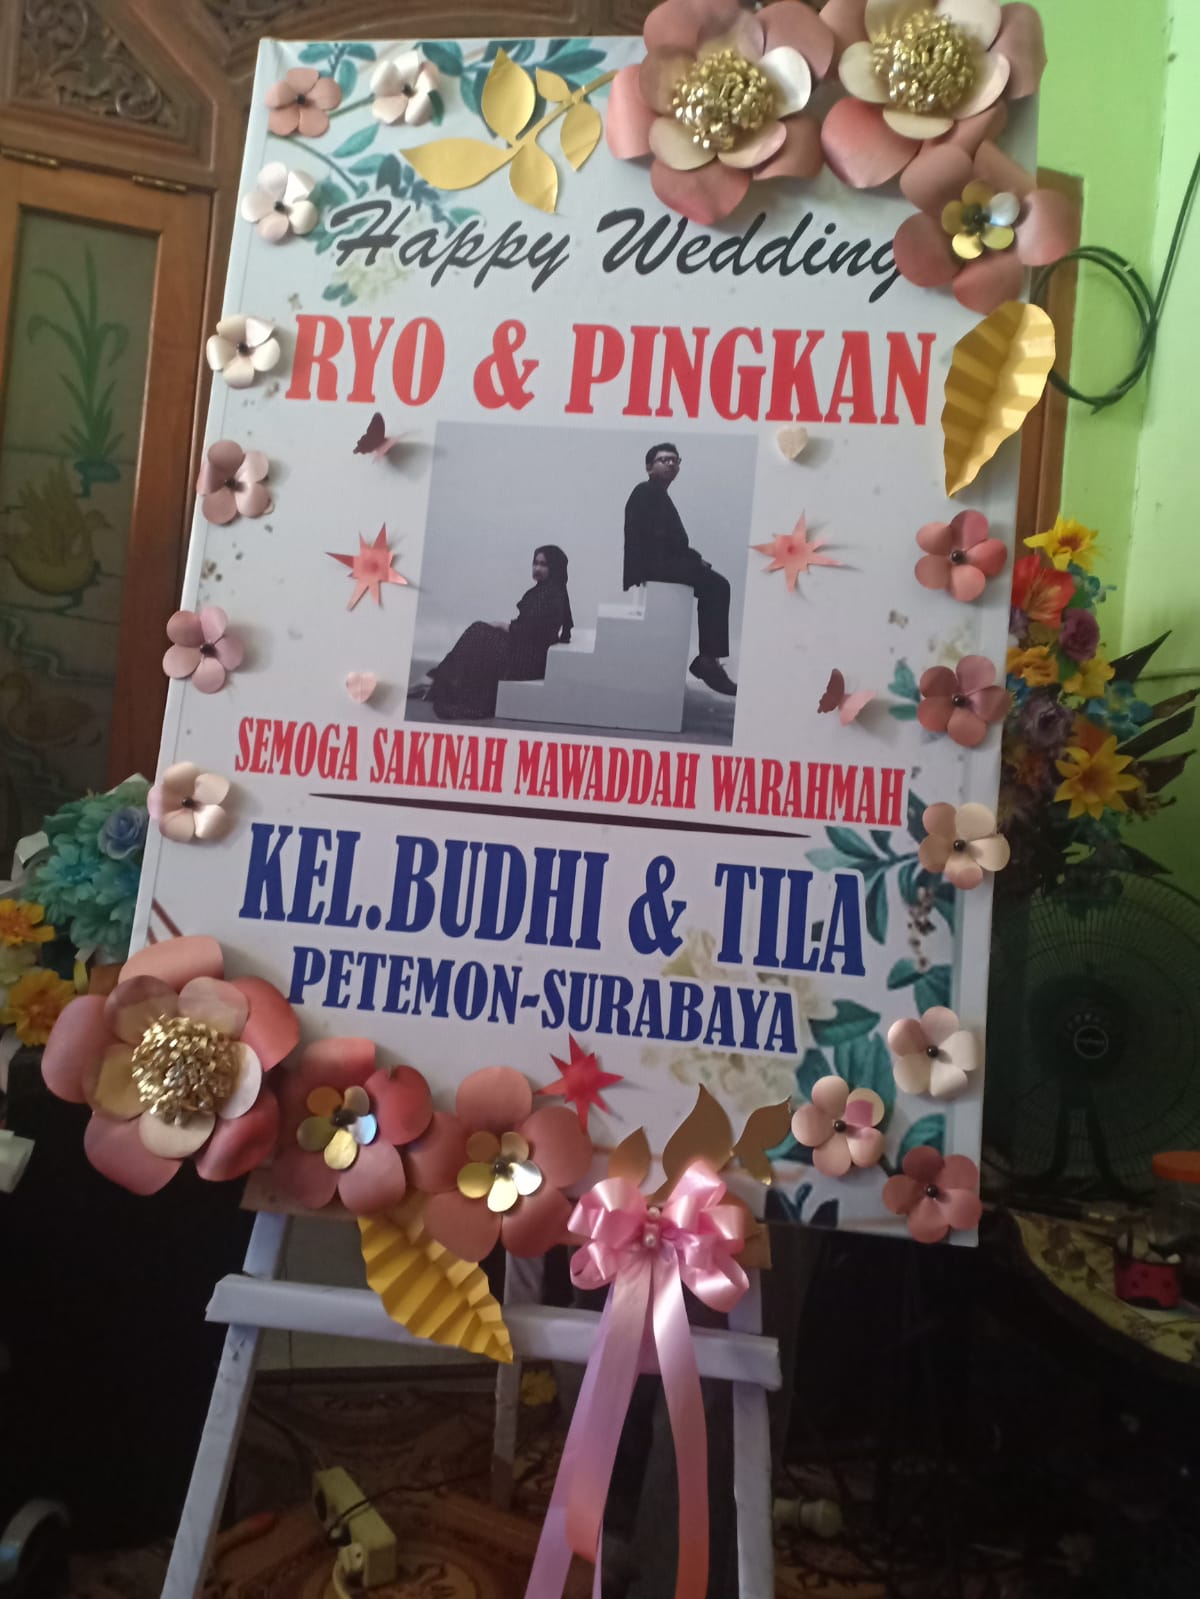 Happy Wedding
RYO & PINGKAN
SEMOGA SAKINAH MAWADDAH WARAHMAH
KEL.BUDHI & TILA
PETEMON-SURABAYA